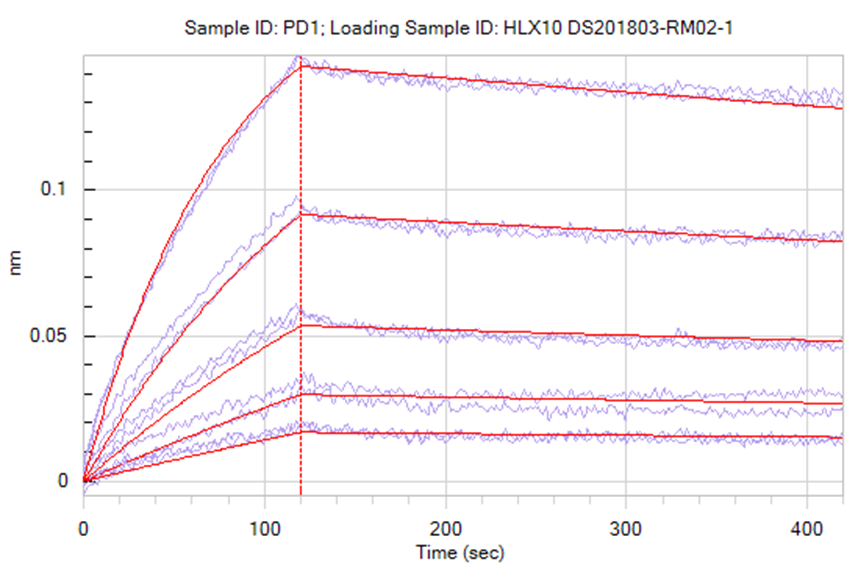 Sample ID: PD1; Loading Sample ID: HLX10 DS201803-RM02-1
0.1
nm
0.05
0
0 100 200 300 400
Time (sec)